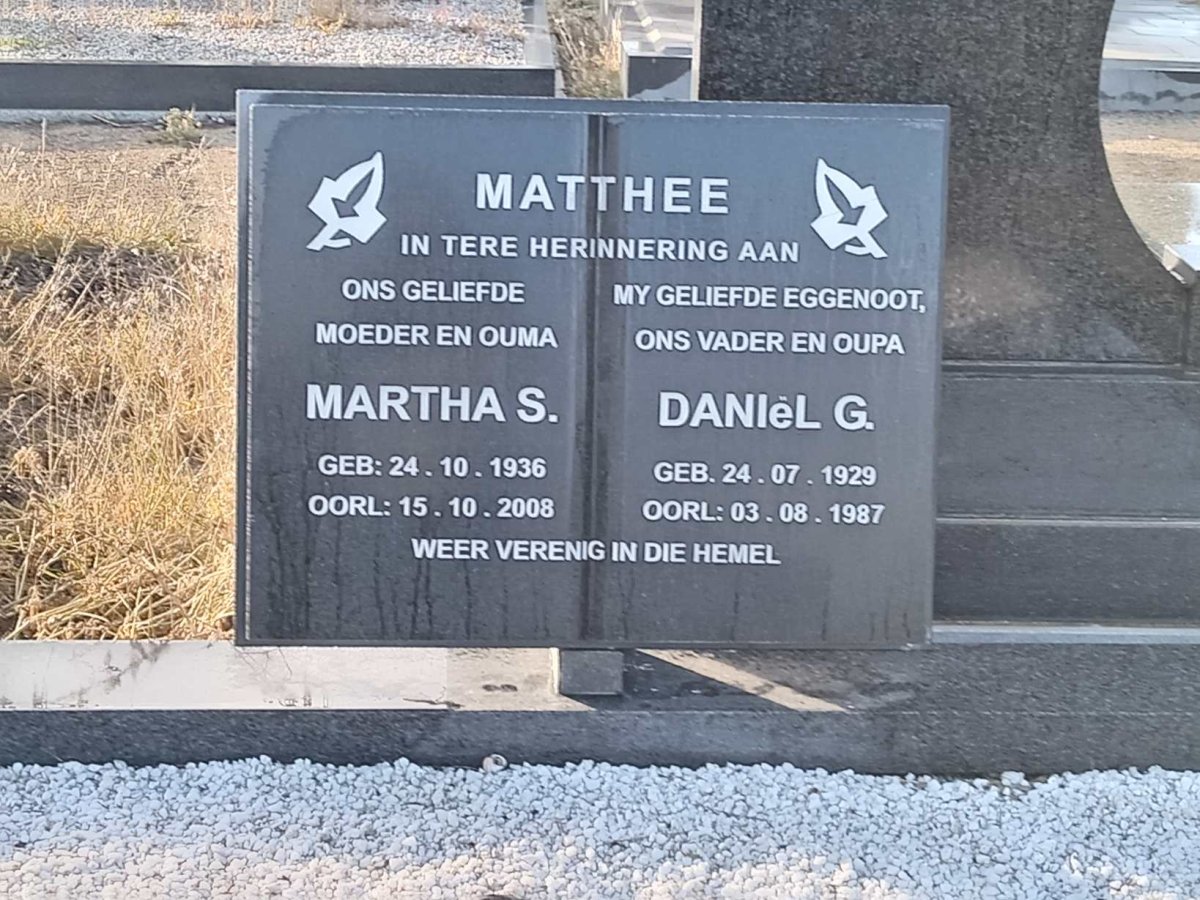 MATTHEE
IN TERE HERINNERING AAN
ONS GELIEFDE
MOEDER EN OUMA
MARTHA S.
GEB: 24 . 10 . 1936
OORL: 15 . 10 . 2008
MY GELIEFDE EGGENOOT,
ONS VADER EN OUPA
DANIëL G.
GEB. 24 . 07 . 1929
OORL: 03 . 08 . 1987
WEER VERENIG IN DIE HEMEL